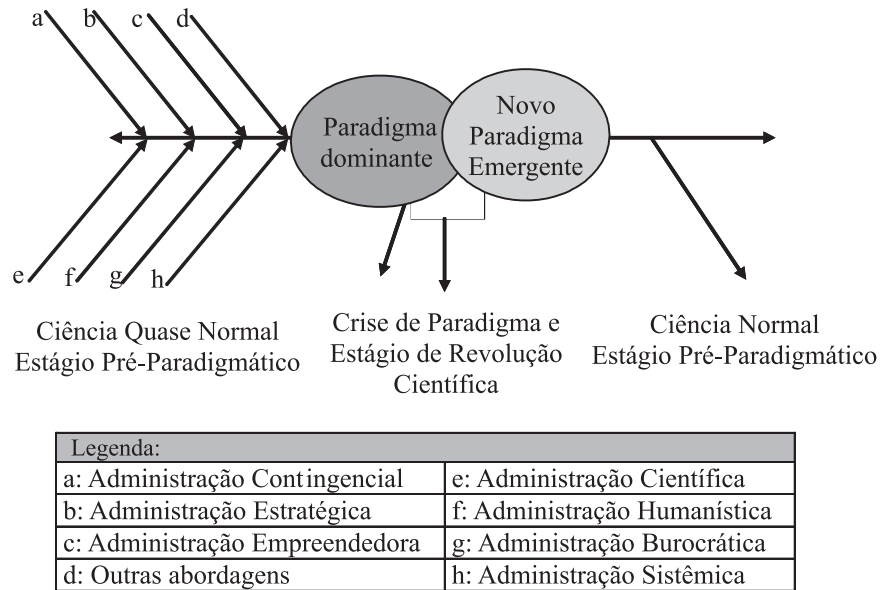 a
b
c
d
Paradigma
dominante
Novo
Paradigma
Emergente
e
f
g
h
Ciência Quase Normal
Estágio Pré-Paradigmático
Crise de Paradigma e
Estágio de Revolução
Científica
Ciência Normal
Estágio Pré-Paradigmático
Legenda:
a: Administração Contingencial
e: Administração Científica
b: Administração Estratégica
f: Administração Humanística
c: Administração Empreendedora
g: Administração Burocrática
d: Outras abordagens
h: Administração Sistêmica